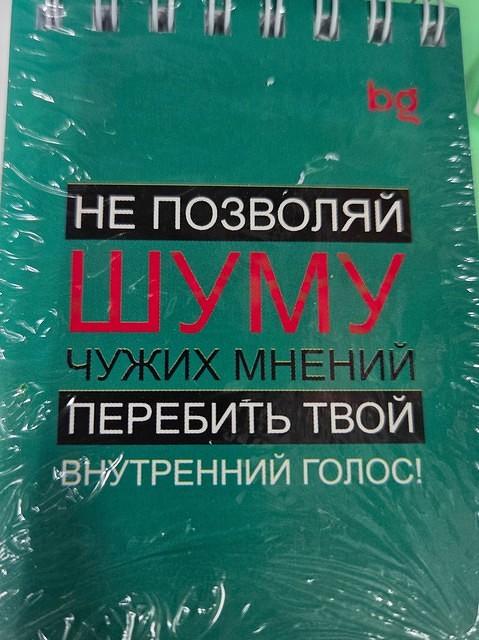 bg
НЕ ПОЗВОЛЯЙ
ШУМУ
ЧУЖИХ МНЕНИЙ
ПЕРЕБИТЬ ТВОЙ
ВНУТРЕННИЙ ГОЛОС!